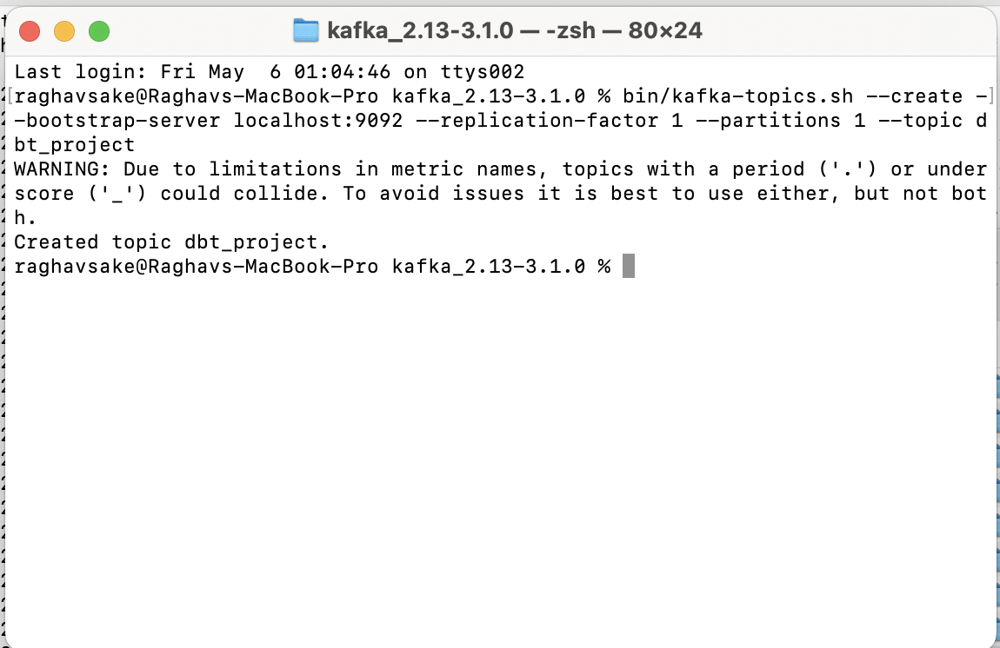 kafka_2.13-3.1.0 — -zsh — 80×24
Last login: Fri May  6 01:04:46 on ttys002
[raghavsake@Raghavs-MacBook-Pro kafka_2.13-3.1.0 % bin/kafka-topics.sh --create -]
-bootstrap-server localhost:9092 --replication-factor 1 --partitions 1 --topic d
bt_project
WARNING: Due to limitations in metric names, topics with a period ('.') or under
score ('_') could collide. To avoid issues it is best to use either, but not bot
h.
Created topic dbt_project.
raghavsake@Raghavs-MacBook-Pro kafka_2.13-3.1.0 %